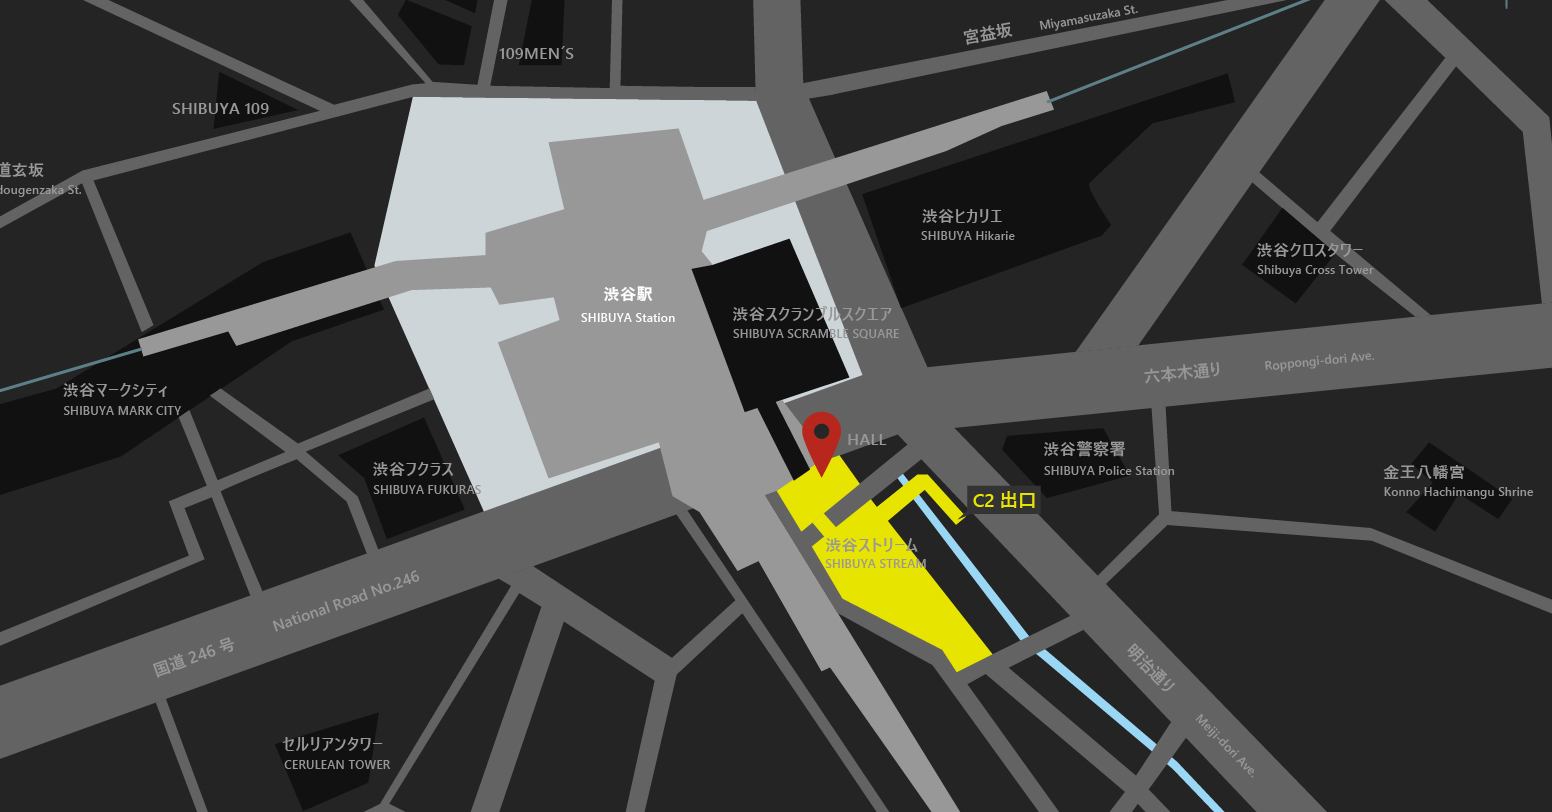 宮益坂
Miyamasuzaka St.
109MEN´S
SHIBUYA 109
道玄坂
dougenzaka St.
渋谷ヒカリエ
SHIBUYA Hikarie
渋谷クロスタワー
Shibuya Cross Tower
渋谷駅
SHIBUYA Station
渋谷スクランブルスクエア
SHIBUYA SCRAMBLE SQUARE
六本木通り
Roppongi-dori Ave.
渋谷マークシティ
SHIBUYA MARK CITY
HALL
渋谷警察署
SHIBUYA Police Station
渋谷フクラス
SHIBUYA FUKURAS
金王八幡宮
Konno Hachimangu Shrine
C2 出口
渋谷ストリーム
SHIBUYA STREAM
国道 246 号
National Road No.246
明治通り
Meiji-dori Ave.
セルリアンタワー
CERULEAN TOWER